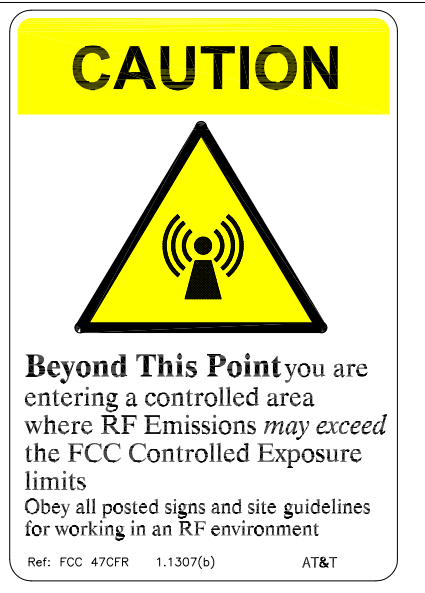 CAUTION
Beyond This Point you are
entering a controlled area
where RF Emissions may exceed
the FCC Controlled Exposure
limits
Obey all posted signs and site guidelines
for working in an RF environment
Ref: FCC 47CFR 1.1307(b) AT&T